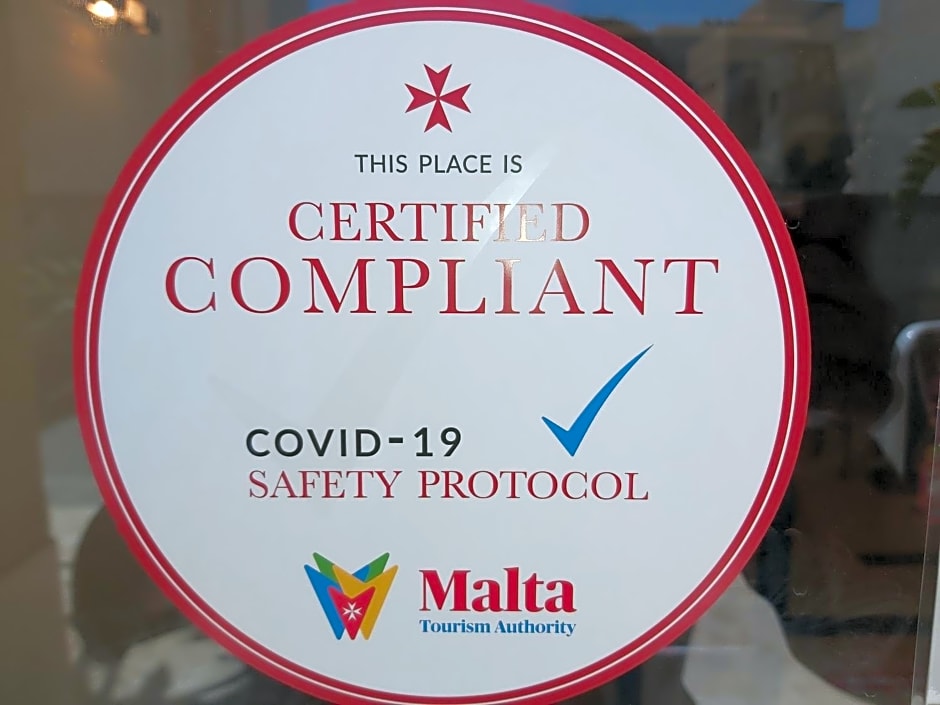 THIS PLACE IS
CERTIFIED
COMPLIANT
COVID-19
SAFETY PROTOCOL
Malta
Tourism Authority